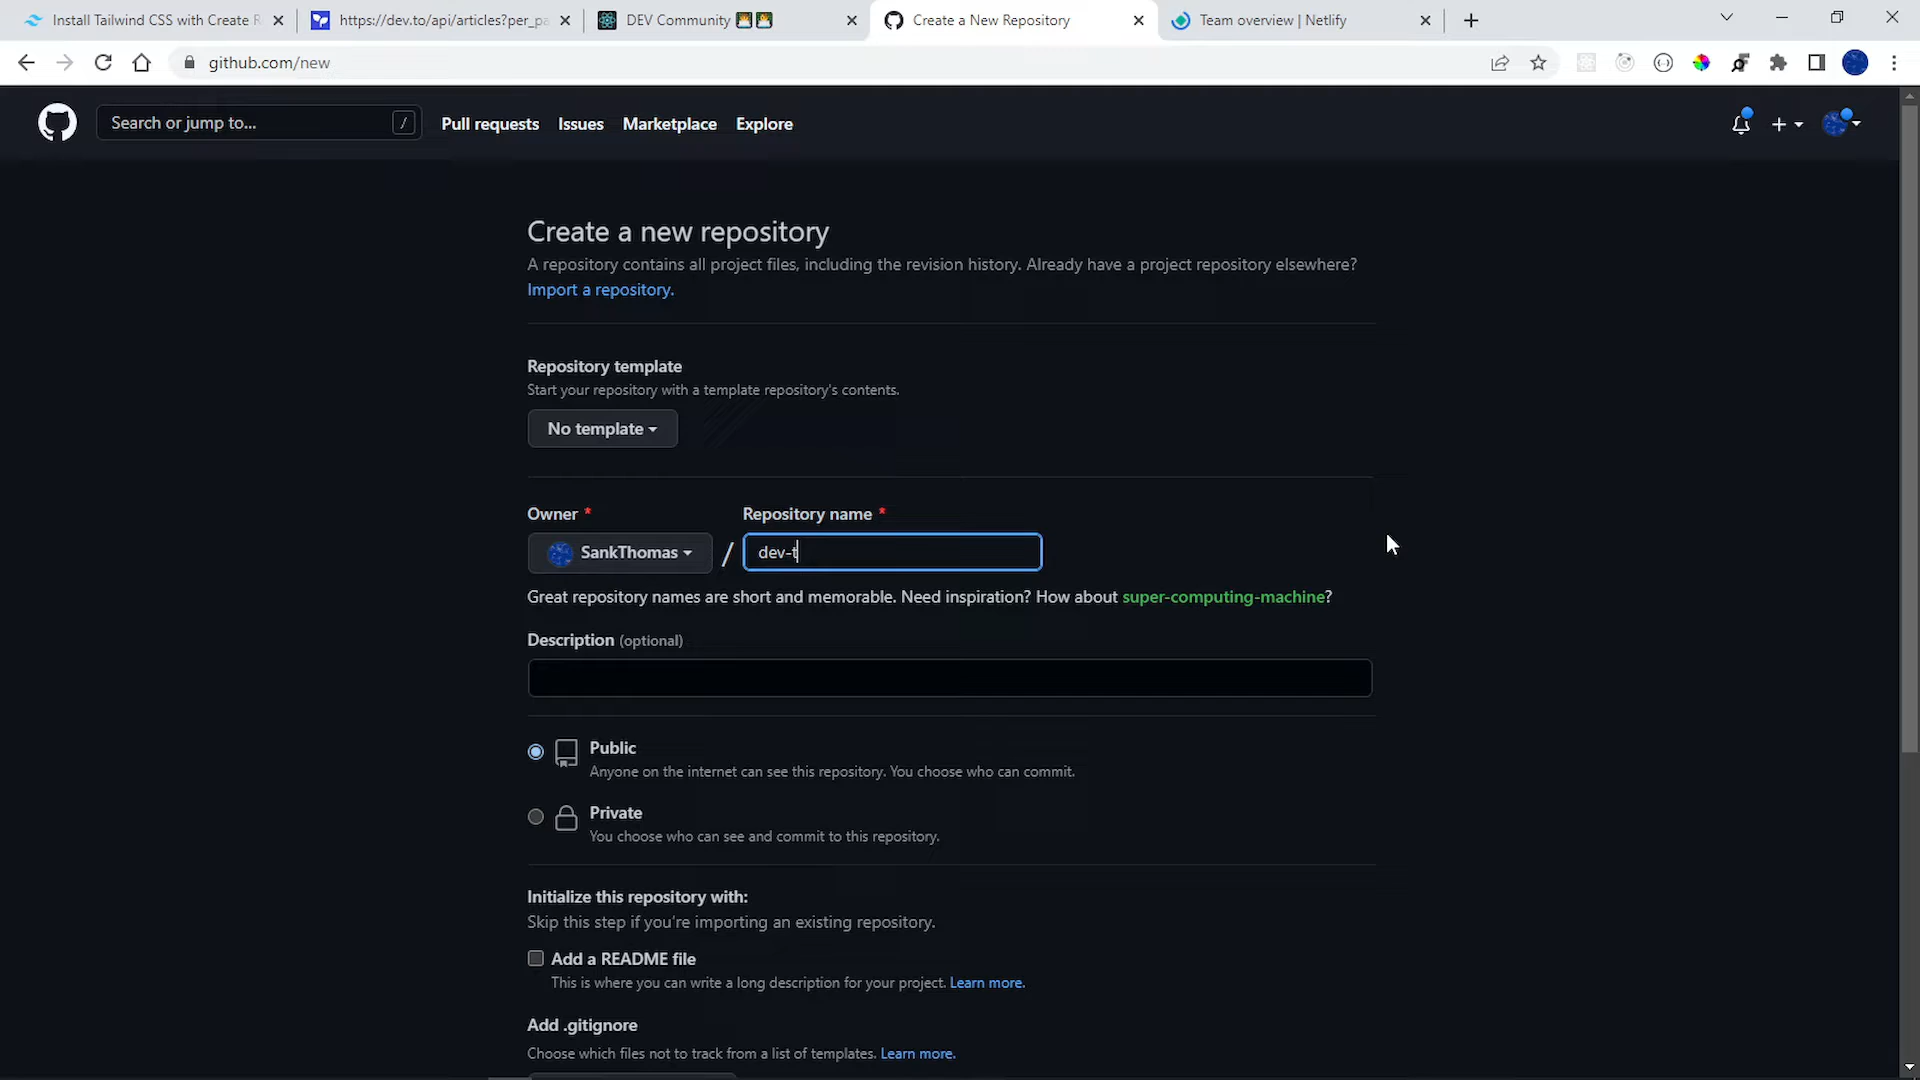 Install Tailwind CSS with Create R
https://dev.to/api/articles?per_pa
DEV Community
Create a New Repository
Team overview | Netlify
github.com/new
Search or jump to...
/
Pull requests
Issues
Marketplace
Explore
Create a new repository
A repository contains all project files, including the revision history. Already have a project repository elsewhere?
Import a repository.
Repository template
Start your repository with a template repository's contents.
No template
Owner *
Repository name *
SankThomas
/
dev-t
Great repository names are short and memorable. Need inspiration? How about super-computing-machine?
Description (optional)
Public
Anyone on the internet can see this repository. You choose who can commit.
Private
You choose who can see and commit to this repository.
Initialize this repository with:
Skip this step if you're importing an existing repository.
Add a README file
This is where you can write a long description for your project. Learn more.
Add .gitignore
Choose which files not to track from a list of templates. Learn more.